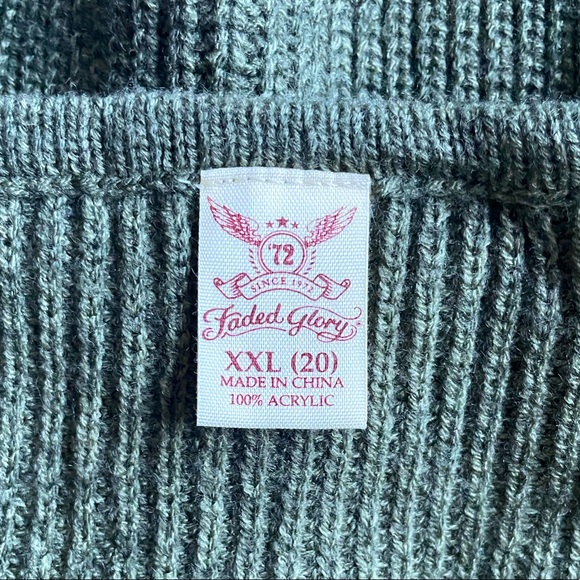 '72
SINCE 1972
Faded Glory
XXL (20)
MADE IN CHINA
100% ACRYLIC